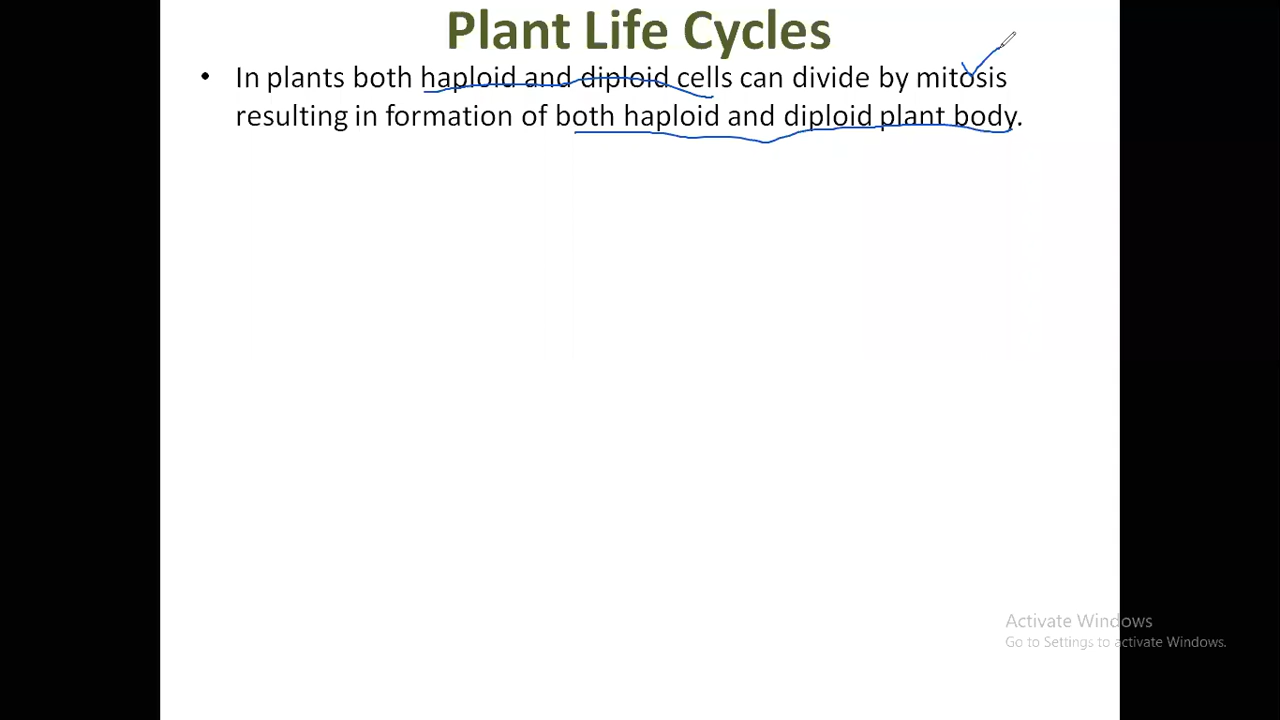 Plant Life Cycles
• In plants both haploid and diploid cells can divide by mitosis
resulting in formation of both haploid and diploid plant body.
Activate Windows
Go to Settings to activate Windows.